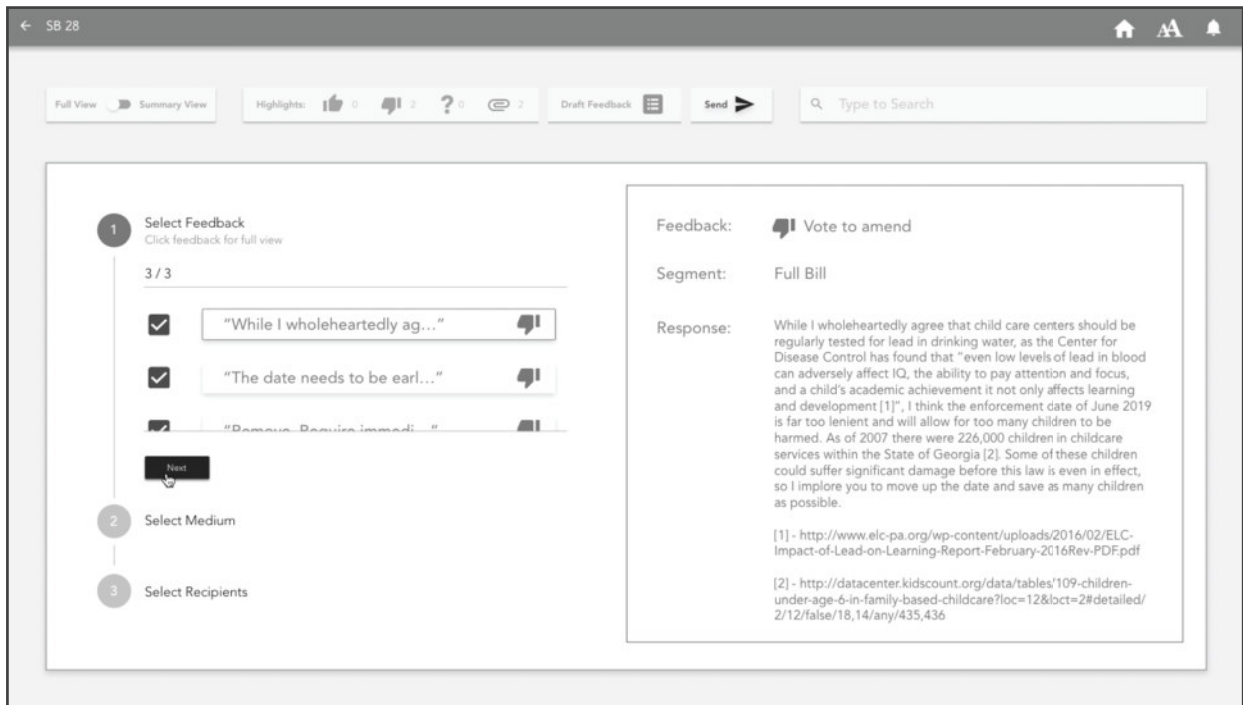 SB 28
AA
Full View Summary View
Highlights: 0 2 ? 0 2
Draft Feedback
Send
Type to Search
1 Select Feedback
Click feedback for full view
3 / 3
“While I wholeheartedly ag...”
“The date needs to be earl...”
“Remove. Require immedi...”
Next
2 Select Medium
3 Select Recipients
Feedback: Vote to amend
Segment: Full Bill
Response: While I wholeheartedly agree that child care centers should be
regularly tested for lead in drinking water, as the Center for
Disease Control has found that “even low levels of lead in blood
can adversely affect IQ, the ability to pay attention and focus,
and a child’s academic achievement it not only affects learning
and development [1]”, I think the enforcement date of June 2019
is far too lenient and will allow for too many children to be
harmed. As of 2007 there were 226,000 children in childcare
services within the State of Georgia [2]. Some of these children
could suffer significant damage before this law is even in effect,
so I implore you to move up the date and save as many children
as possible.
[1] - http://www.elc-pa.org/wp-content/uploads/2016/02/ELC-
Impact-of-Lead-on-Learning-Report-February-2016Rev-PDF.pdf
[2] - http://datacenter.kidscount.org/data/tables/109-children-
under-age-6-in-family-based-childcare?loc=12&loct=2#detailed/
2/12/false/18,14/any/435,436